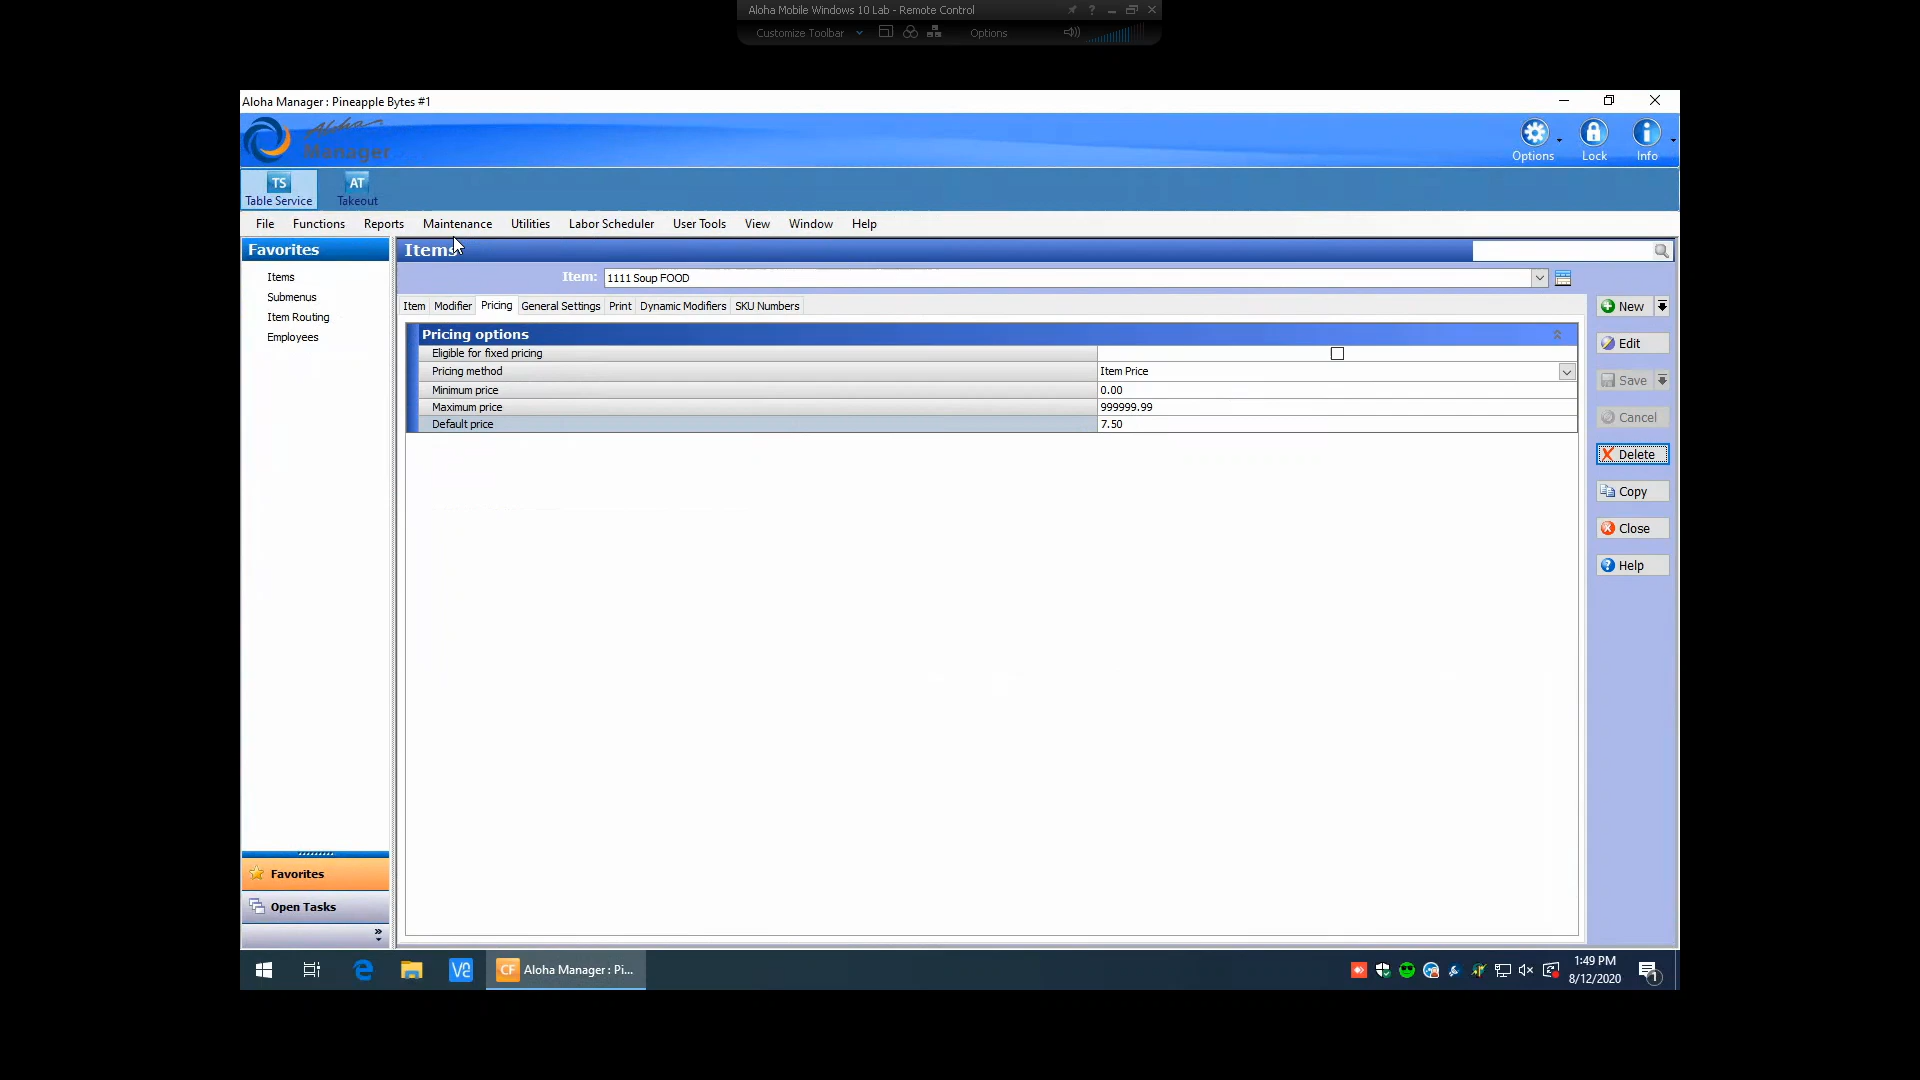 Aloha Mobile Windows 10 Lab - Remote Control
Customize Toolbar
Options
Aloha Manager : Pineapple Bytes #1
Aloha
Manager
Options
Lock
Info
TS
Table Service
AT
Takeout
File Functions Reports Maintenance Utilities Labor Scheduler User Tools View Window Help
Favorites
Items
Submenus
Item Routing
Employees
Items
Item: 1111 Soup FOOD
Item Modifier Pricing General Settings Print Dynamic Modifiers SKU Numbers
Pricing options
Eligible for fixed pricing
Pricing method Item Price
Minimum price 0.00
Maximum price 999999.99
Default price 7.50
New
Edit
Save
Cancel
Delete
Copy
Close
Help
Favorites
Open Tasks
CF Aloha Manager : Pi...
1:49 PM
8/12/2020
1